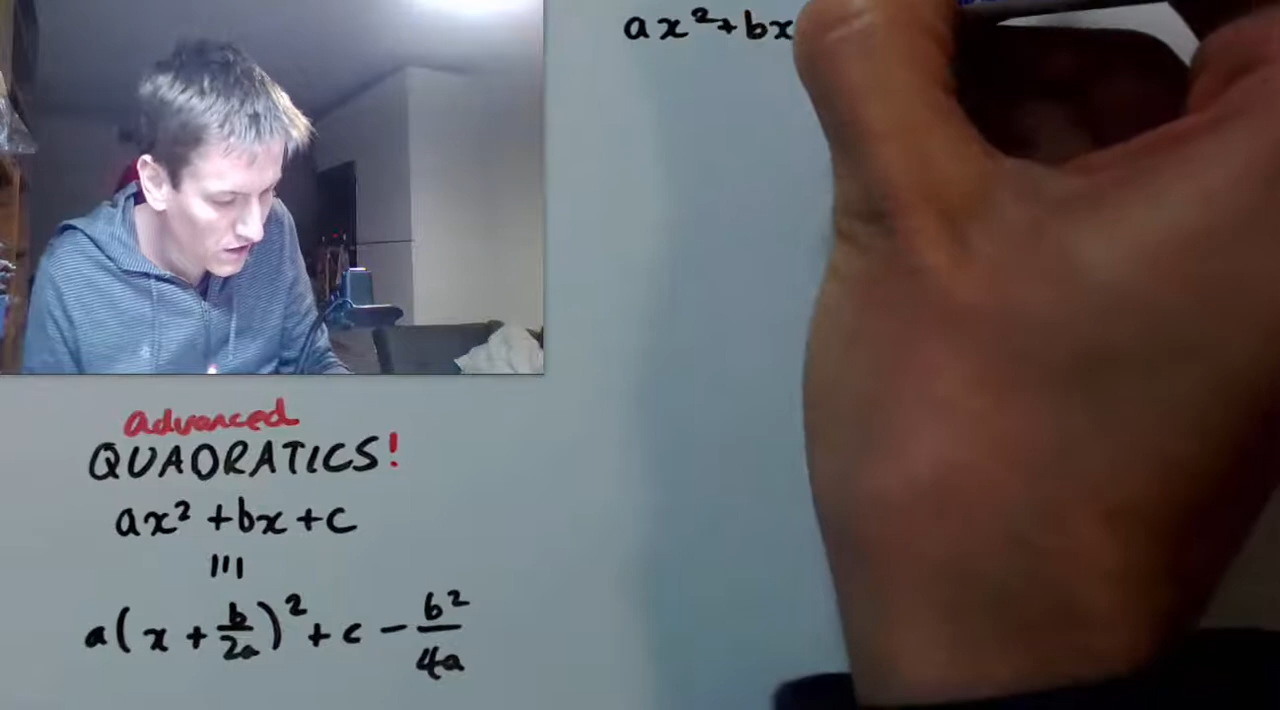 ax²+bx
advanced
QUADRATICS!
ax² +bx +c
≡
a(x + b/2a)² + c - b²/4a